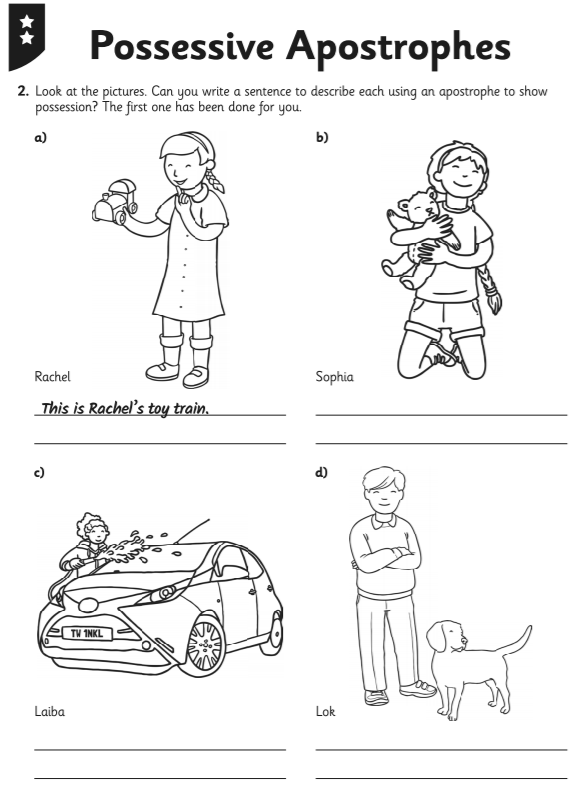 Possessive Apostrophes
2. Look at the pictures. Can you write a sentence to describe each using an apostrophe to show
possession? The first one has been done for you.
a)
b)
Rachel
Sophia
This is Rachel's toy train.
c)
d)
TW 1NKL
Laiba
Lok